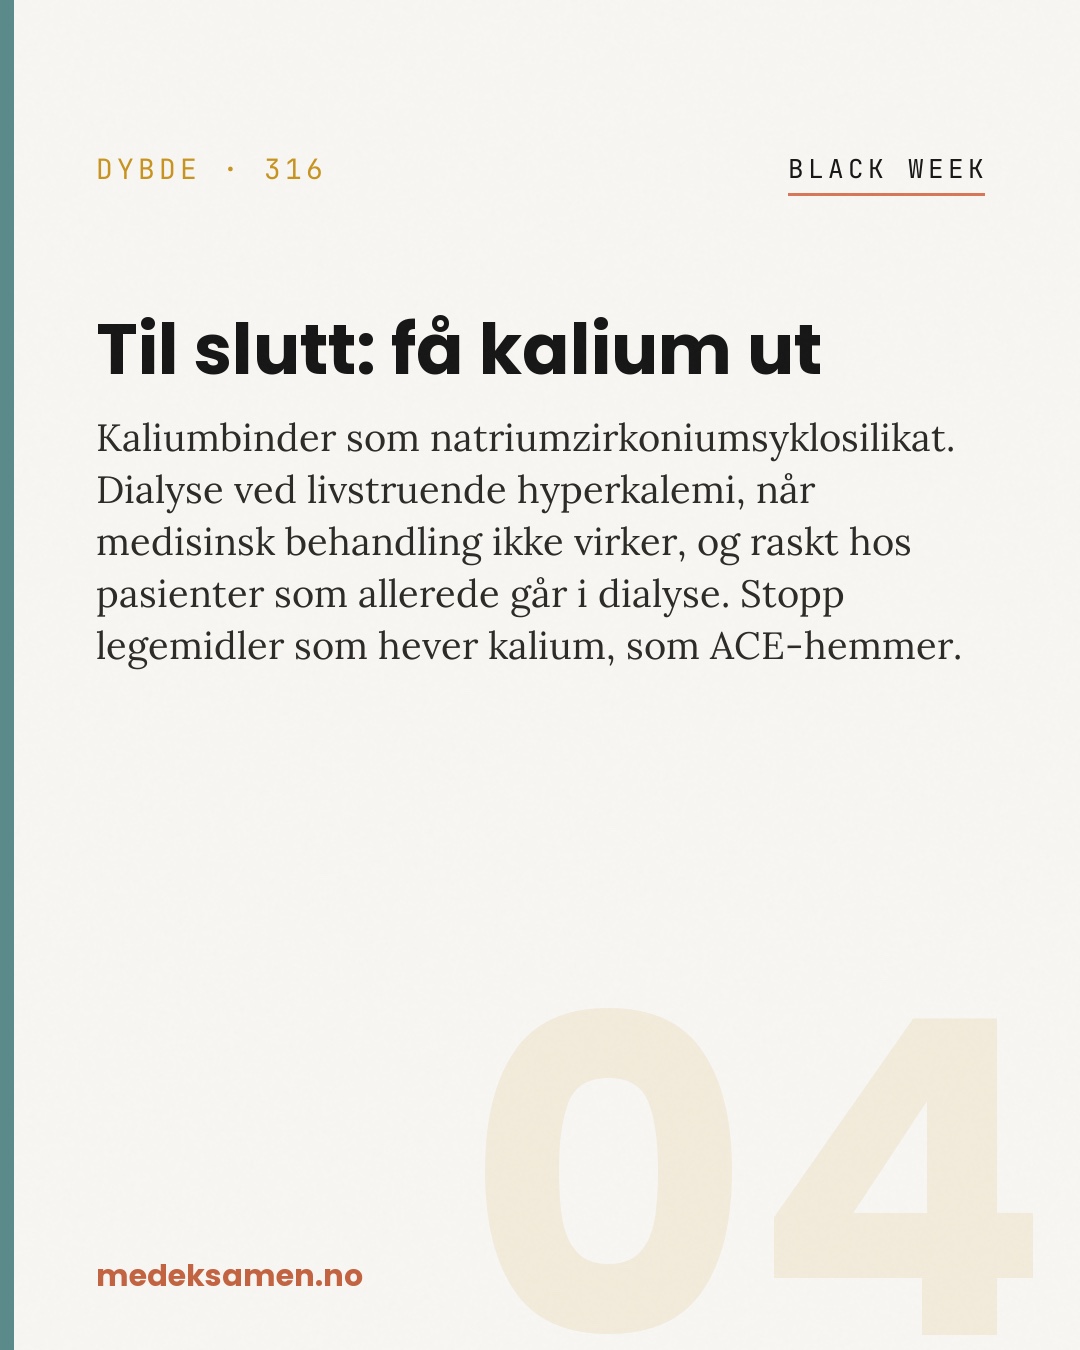 DYBDE · 316
BLACK WEEK
Til slutt: få kalium ut
Kaliumbinder som natriumzirkoniumsyklosilikat.
Dialyse ved livstruende hyperkalemi, når
medisinsk behandling ikke virker, og raskt hos
pasienter som allerede går i dialyse. Stopp
legemidler som hever kalium, som ACE-hemmer.
04
medeksamen.no